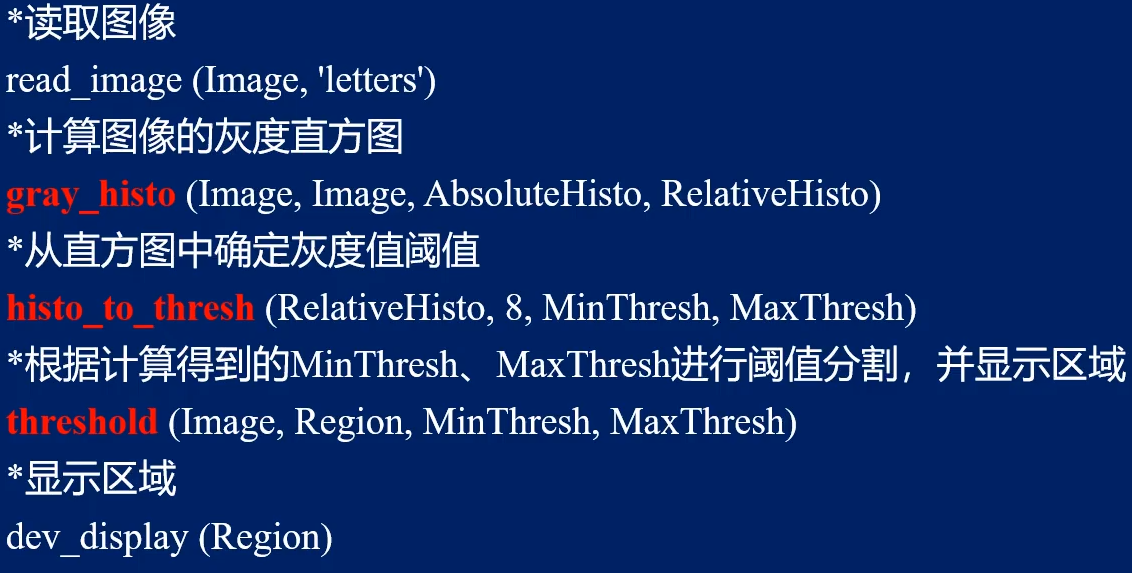 *读取图像
read_image (Image, 'letters')
*计算图像的灰度直方图
gray_histo (Image, Image, AbsoluteHisto, RelativeHisto)
*从直方图中确定灰度值阈值
histo_to_thresh (RelativeHisto, 8, MinThresh, MaxThresh)
*根据计算得到的MinThresh、MaxThresh进行阈值分割，并显示区域
threshold (Image, Region, MinThresh, MaxThresh)
*显示区域
dev_display (Region)